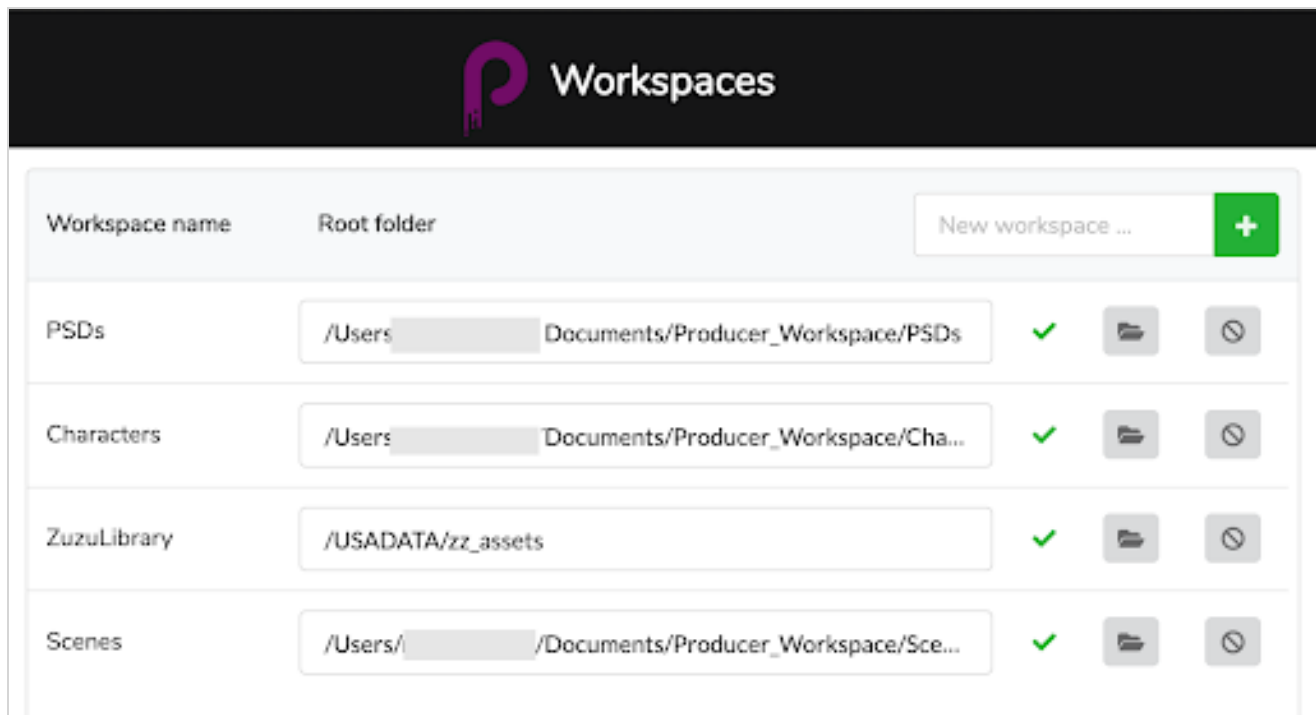 Workspaces
Workspace name Root folder New workspace ...
PSDs /Users Documents/Producer_Workspace/PSDs
Characters /Users Documents/Producer_Workspace/Cha...
ZuzuLibrary /USADATA/zz_assets
Scenes /Users/ /Documents/Producer_Workspace/Sce...